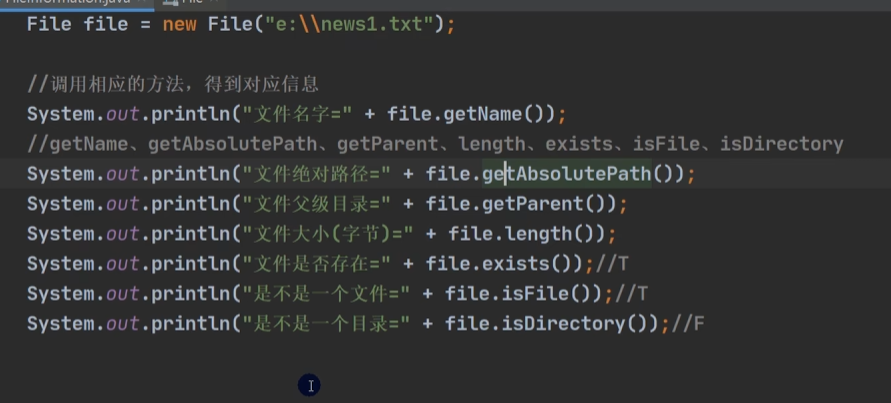 FileInformation.java File
File file = new File("e:\\news1.txt");
//调用相应的方法，得到对应信息
System.out.println("文件名字=" + file.getName());
//getName、getAbsolutePath、getParent、length、exists、isFile、isDirectory
System.out.println("文件绝对路径=" + file.getAbsolutePath());
System.out.println("文件父级目录=" + file.getParent());
System.out.println("文件大小(字节)=" + file.length());
System.out.println("文件是否存在=" + file.exists());//T
System.out.println("是不是一个文件=" + file.isFile());//T
System.out.println("是不是一个目录=" + file.isDirectory());//F